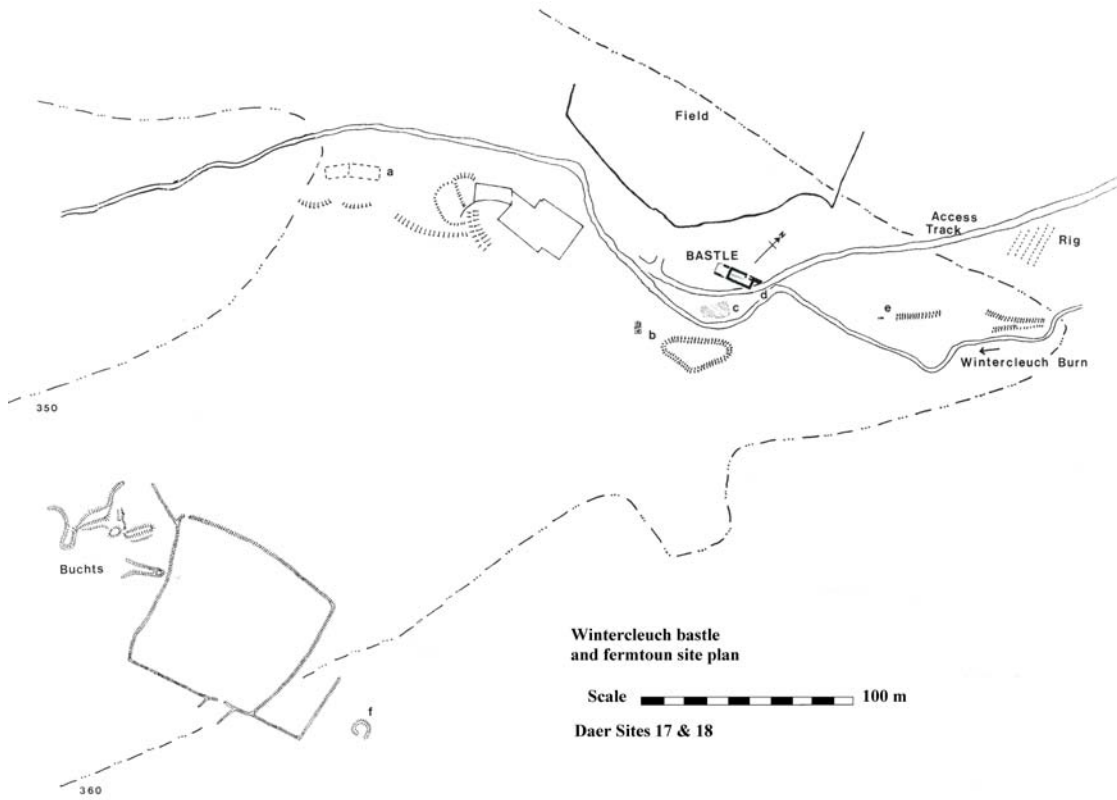 Field
a
Access
Track
Rig
BASTLE
N
d
c
e
b
Wintercleuch Burn
350
Buchts
f
360
Wintercleuch bastle
and fermtoun site plan
Scale 100 m
Daer Sites 17 & 18